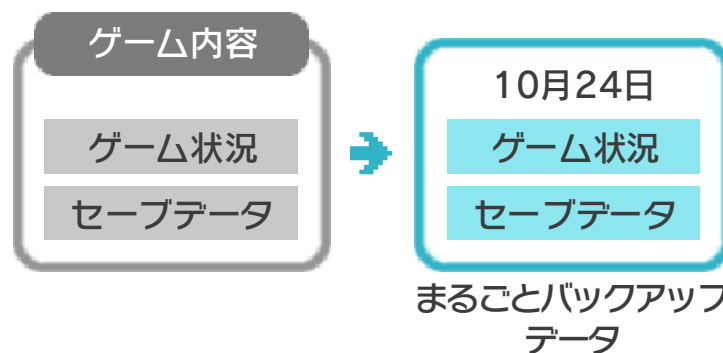 ゲーム内容
ゲーム状況
セーブデータ
10月24日
ゲーム状況
セーブデータ
まるごとバックアップ
データ